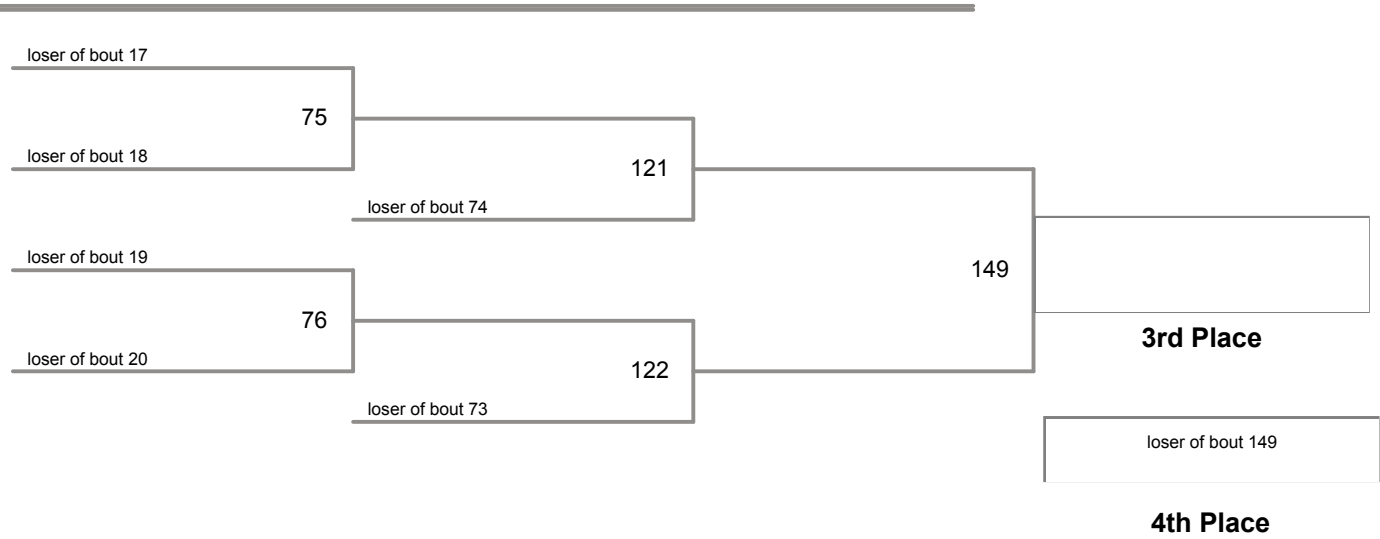 loser of bout 17
75
loser of bout 18
121
loser of bout 74
loser of bout 19
149
76
3rd Place
loser of bout 20
122
loser of bout 73
loser of bout 149
4th Place